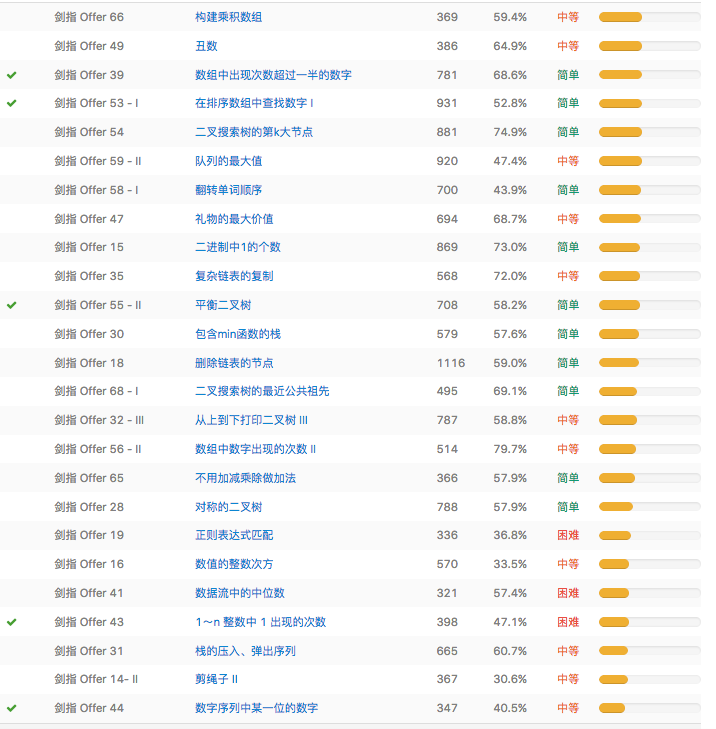 剑指 Offer 66 构建乘积数组 369 59.4% 中等
剑指 Offer 49 丑数 386 64.9% 中等
剑指 Offer 39 数组中出现次数超过一半的数字 781 68.6% 简单
剑指 Offer 53 - I 在排序数组中查找数字 I 931 52.8% 简单
剑指 Offer 54 二叉搜索树的第k大节点 881 74.9% 简单
剑指 Offer 59 - II 队列的最大值 920 47.4% 中等
剑指 Offer 58 - I 翻转单词顺序 700 43.9% 简单
剑指 Offer 47 礼物的最大价值 694 68.7% 中等
剑指 Offer 15 二进制中1的个数 869 73.0% 简单
剑指 Offer 35 复杂链表的复制 568 72.0% 中等
剑指 Offer 55 - II 平衡二叉树 708 58.2% 简单
剑指 Offer 30 包含min函数的栈 579 57.6% 简单
剑指 Offer 18 删除链表的节点 1116 59.0% 简单
剑指 Offer 68 - I 二叉搜索树的最近公共祖先 495 69.1% 简单
剑指 Offer 32 - III 从上到下打印二叉树 III 787 58.8% 中等
剑指 Offer 56 - II 数组中数字出现的次数 II 514 79.7% 中等
剑指 Offer 65 不用加减乘除做加法 366 57.9% 简单
剑指 Offer 28 对称的二叉树 788 57.9% 简单
剑指 Offer 19 正则表达式匹配 336 36.8% 困难
剑指 Offer 16 数值的整数次方 570 33.5% 中等
剑指 Offer 41 数据流中的中位数 321 57.4% 困难
剑指 Offer 43 1～n 整数中 1 出现的次数 398 47.1% 困难
剑指 Offer 31 栈的压入、弹出序列 665 60.7% 中等
剑指 Offer 14- II 剪绳子 II 367 30.6% 中等
剑指 Offer 44 数字序列中某一位的数字 347 40.5% 中等